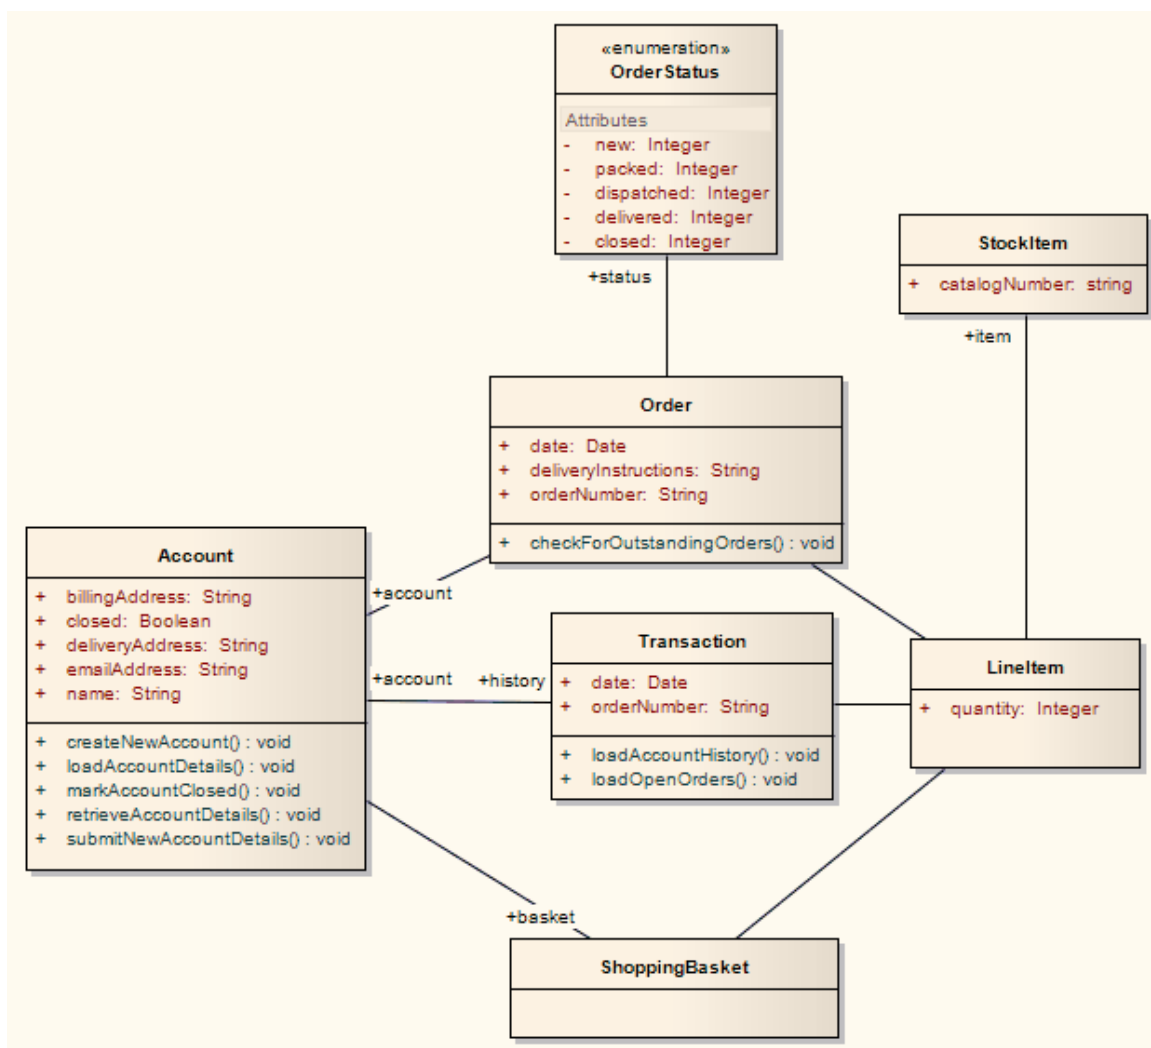 «enumeration»
OrderStatus
Attributes
- new: Integer
- packed: Integer
- dispatched: Integer
- delivered: Integer
- closed: Integer
+status
StockItem
+ catalogNumber: string
+item
Order
+ date: Date
+ deliveryInstructions: String
+ orderNumber: String
+ checkForOutstandingOrders() : void
Account
+ billingAddress: String
+ closed: Boolean
+ deliveryAddress: String
+ emailAddress: String
+ name: String
+ createNewAccount() : void
+ loadAccountDetails() : void
+ markAccountClosed() : void
+ retrieveAccountDetails() : void
+ submitNewAccountDetails() : void
+account
+account
+history
Transaction
+ date: Date
+ orderNumber: String
+ loadAccountHistory() : void
+ loadOpenOrders() : void
LineItem
+ quantity: Integer
+basket
ShoppingBasket